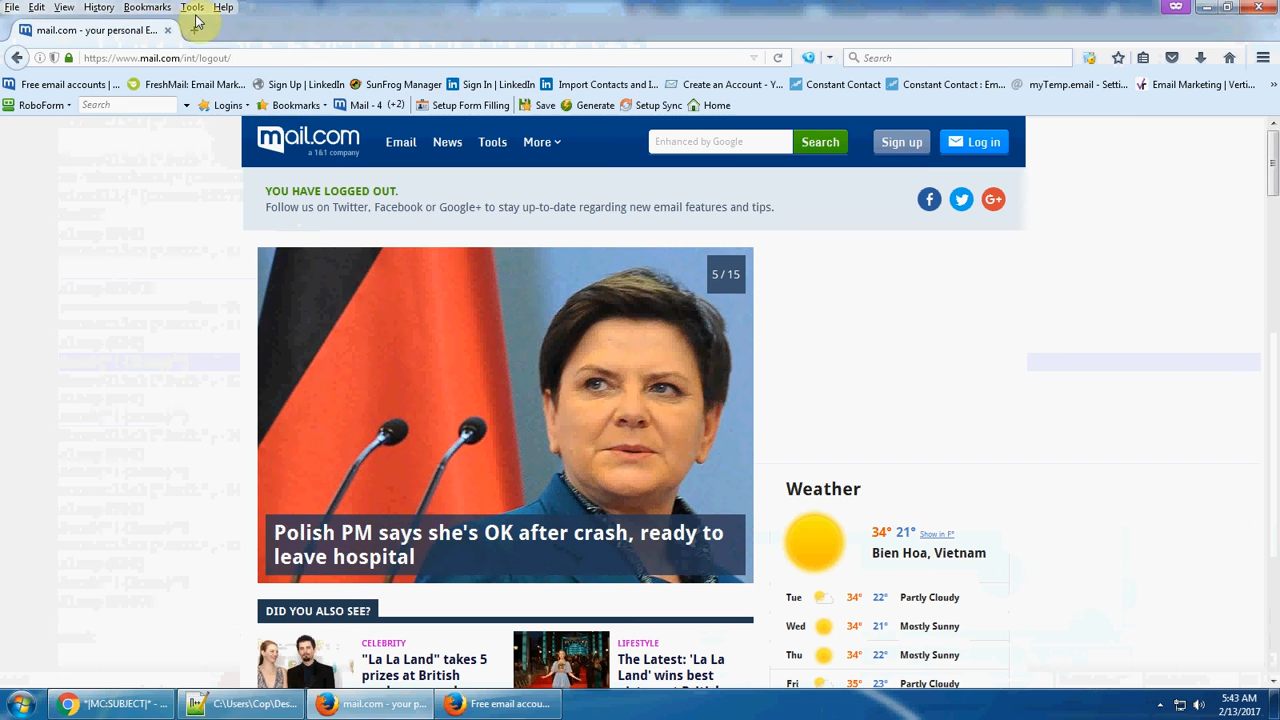 File Edit View History Bookmarks Tools Help
mail.com - your personal E...
https://www.mail.com/int/logout/
Search
Free email accounts |...
FreshMail: Email Mark...
Sign Up | LinkedIn
SunFrog Manager
Sign In | LinkedIn
Import Contacts and I...
Create an Account - Y...
Constant Contact
Constant Contact : Em...
myTemp.email - Setti...
Email Marketing | Verti...
RoboForm
Search
Logins
Bookmarks
Mail - 4 (+2)
Setup Form Filling
Save
Generate
Setup Sync
Home
mail.com
a 1&1 company
Email News Tools More
Enhanced by Google
Search
Sign up
Log in
YOU HAVE LOGGED OUT.
Follow us on Twitter, Facebook or Google+ to stay up-to-date regarding new email features and tips.
5 / 15
Polish PM says she's OK after crash, ready to
leave hospital
Weather
34° 21° Show in F°
Bien Hoa, Vietnam
Tue 34° 22° Partly Cloudy
Wed 34° 21° Mostly Sunny
Thu 34° 22° Mostly Sunny
Fri 35° 23° Partly Cloudy
DID YOU ALSO SEE?
CELEBRITY
"La La Land" takes 5
prizes at British
LIFESTYLE
The Latest: 'La La
Land' wins best
"|MC:SUBJECT|" - ...
C:\Users\Cop\Des...
mail.com - your p...
Free email accou...
5:43 AM
2/13/2017